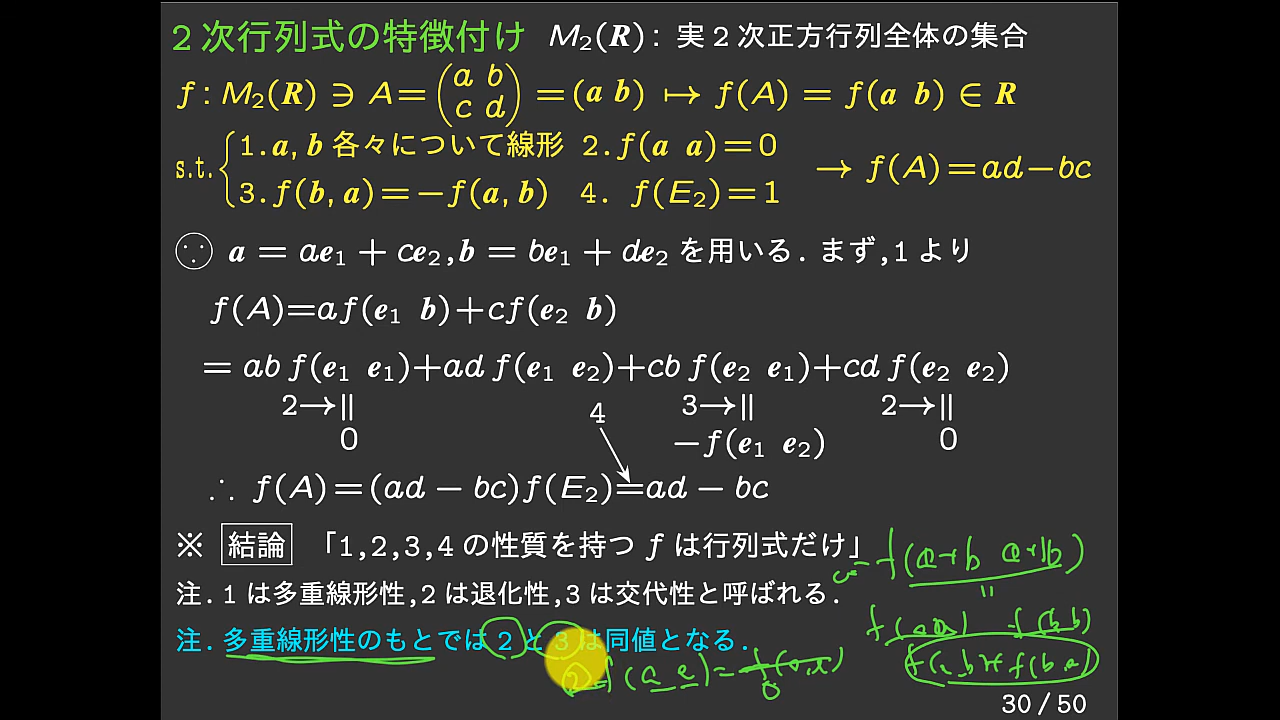 2次行列式の特徴付け M₂(R): 実2次正方行列全体の集合
f : M₂(R) ∋ A = (a b c d) = (a b) ↦ f(A) = f(a b) ∈ R
s.t. { 1. a, b 各々について線形 2. f(a a)=0
3. f(b, a)=−f(a, b) 4. f(E₂)=1
→ f(A)=ad−bc
∵ a = ae₁ + ce₂, b = be₁ + de₂ を用いる. まず,1 より
f(A)=af(e₁ b)+cf(e₂ b)
= ab f(e₁ e₁)+ad f(e₁ e₂)+cb f(e₂ e₁)+cd f(e₂ e₂)
2→‖ 4 3→‖ 2→‖
0 −f(e₁ e₂) 0
∴ f(A)=(ad − bc)f(E₂)=ad − bc
※ 結論 「1,2,3,4 の性質を持つ f は行列式だけ」
注. 1 は多重線形性,2 は退化性,3 は交代性と呼ばれる.
注. 多重線形性のもとでは 2 と 3 は同値となる.
f(a+b a+b)
〃
f(a a) f(b b)
f(a b)+f(b a)
30 / 50